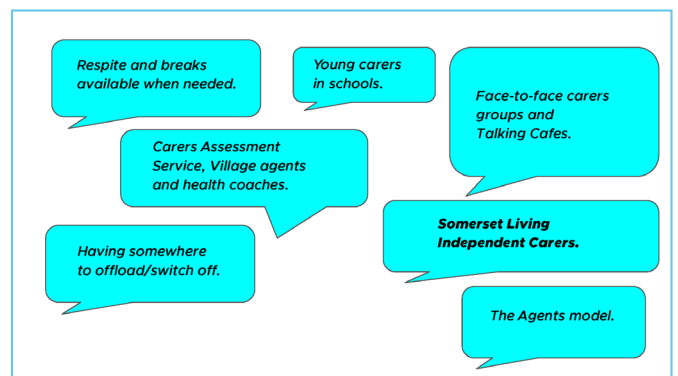 Respite and breaks
available when needed.
Young carers
in schools.
Face-to-face carers
groups and
Talking Cafes.
Carers Assessment
Service, Village agents
and health coaches.
Somerset Living
Independent Carers.
Having somewhere
to offload/switch off.
The Agents model.